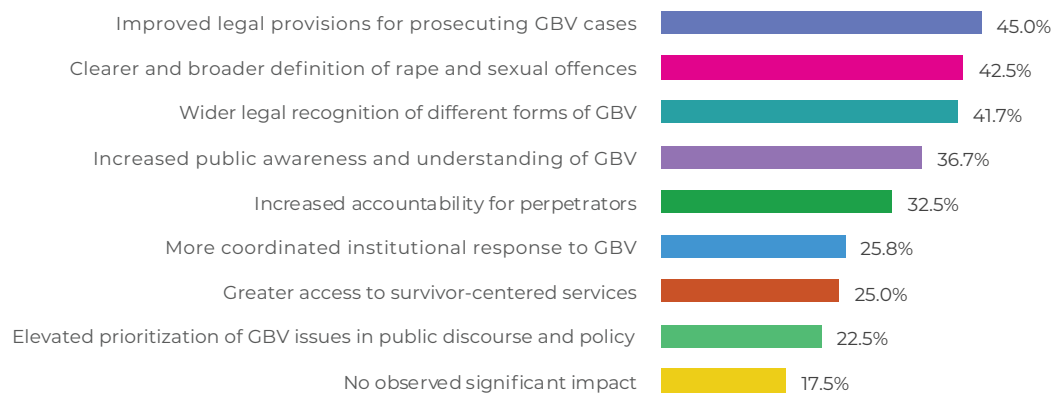 Improved legal provisions for prosecuting GBV cases 45.0%
Clearer and broader definition of rape and sexual offences 42.5%
Wider legal recognition of different forms of GBV 41.7%
Increased public awareness and understanding of GBV 36.7%
Increased accountability for perpetrators 32.5%
More coordinated institutional response to GBV 25.8%
Greater access to survivor-centered services 25.0%
Elevated prioritization of GBV issues in public discourse and policy 22.5%
No observed significant impact 17.5%